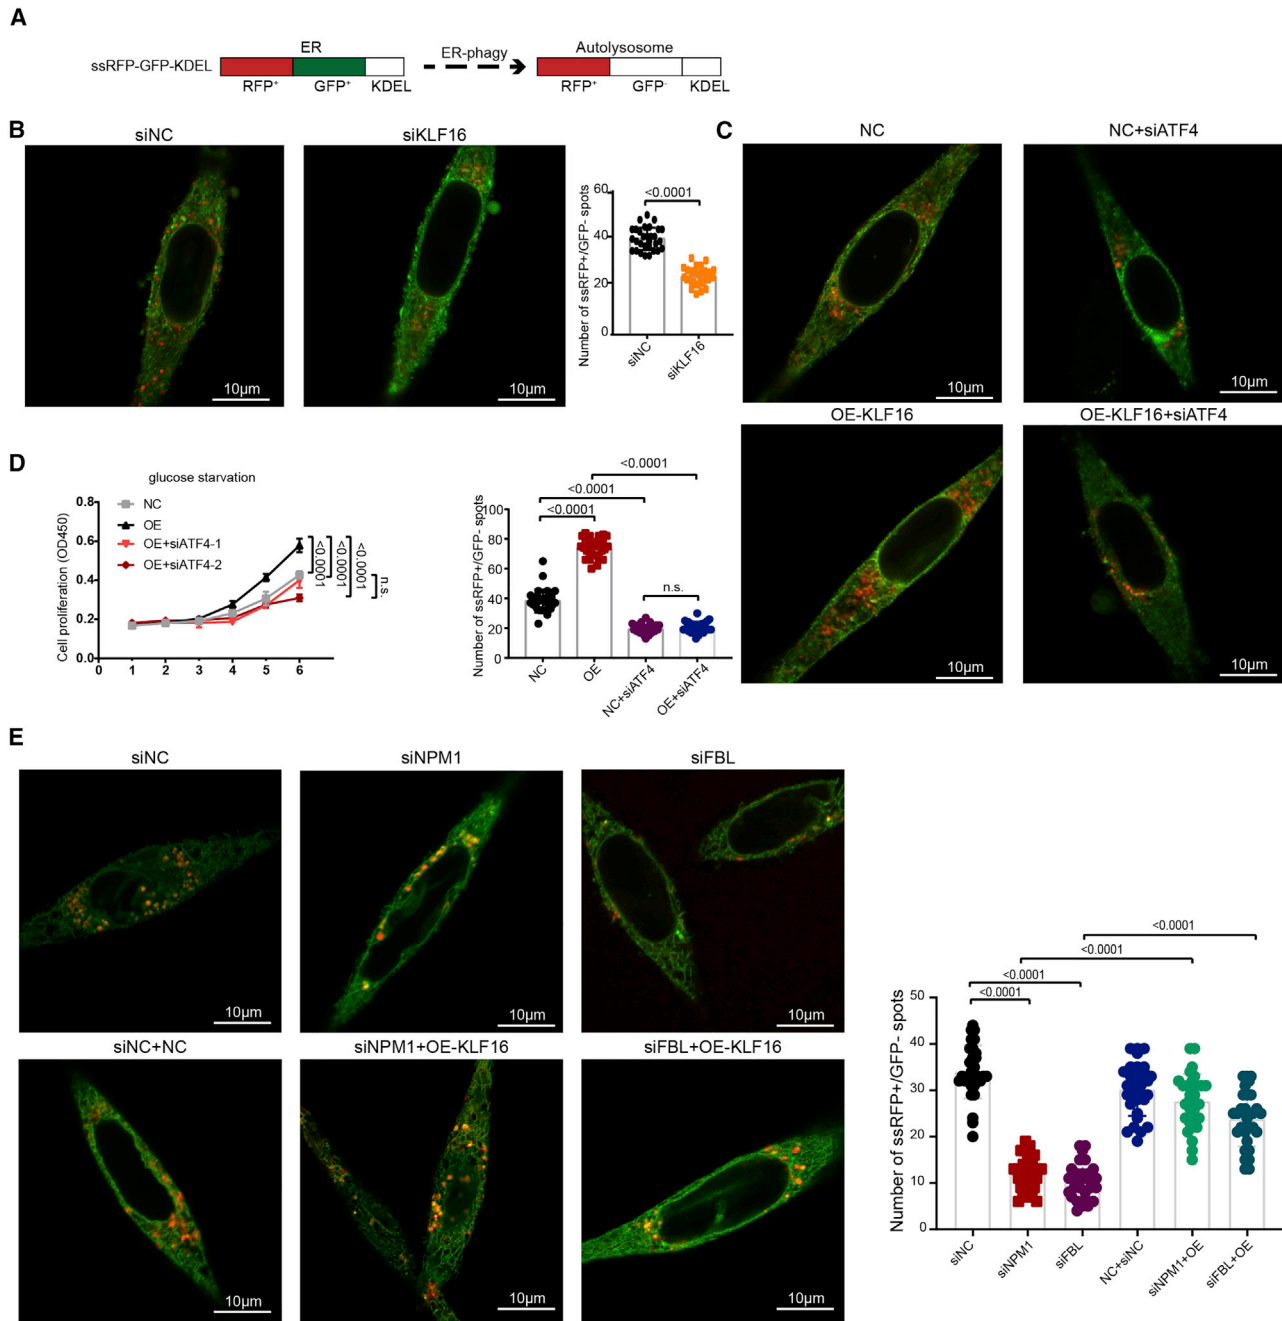 A
ER
ER-phagy
Autolysosome
ssRFP-GFP-KDEL
RFP+
GFP+
KDEL
RFP+
GFP-
KDEL
B
siNC
siKLF16
10μm
10μm
Number of ssRFP+/GFP- spots
60
40
20
0
<0.0001
siNC
siKLF16
C
NC
NC+siATF4
10μm
10μm
OE-KLF16
OE-KLF16+siATF4
10μm
10μm
D
glucose starvation
NC
OE
OE+siATF4-1
OE+siATF4-2
Cell proliferation (OD450)
0.8
0.6
0.4
0.2
0.0
0
1
2
3
4
5
6
<0.0001
<0.0001
<0.0001
n.s.
Number of ssRFP+/GFP- spots
100
80
60
40
20
0
<0.0001
<0.0001
<0.0001
n.s.
NC
OE
NC+siATF4
OE+siATF4
E
siNC
siNPM1
siFBL
10μm
10μm
10μm
siNC+NC
siNPM1+OE-KLF16
siFBL+OE-KLF16
10μm
10μm
10μm
Number of ssRFP+/GFP- spots
50
40
30
20
10
0
<0.0001
<0.0001
<0.0001
<0.0001
siNC
siNPM1
siFBL
NC+siNC
siNPM1+OE
siFBL+OE